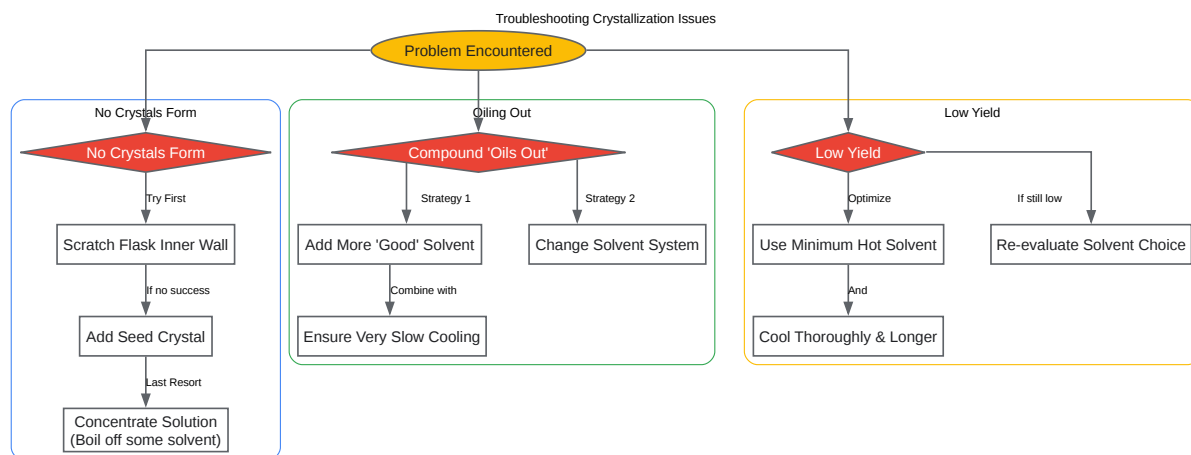 Troubleshooting Crystallization Issues
Problem Encountered
No Crystals Form
No Crystals Form
Try First
Scratch Flask Inner Wall
If no success
Add Seed Crystal
Last Resort
Concentrate Solution
(Boil off some solvent)
Oiling Out
Compound 'Oils Out'
Strategy 1
Strategy 2
Add More 'Good' Solvent
Change Solvent System
Combine with
Ensure Very Slow Cooling
Low Yield
Low Yield
Optimize
If still low
Use Minimum Hot Solvent
Re-evaluate Solvent Choice
And
Cool Thoroughly & Longer